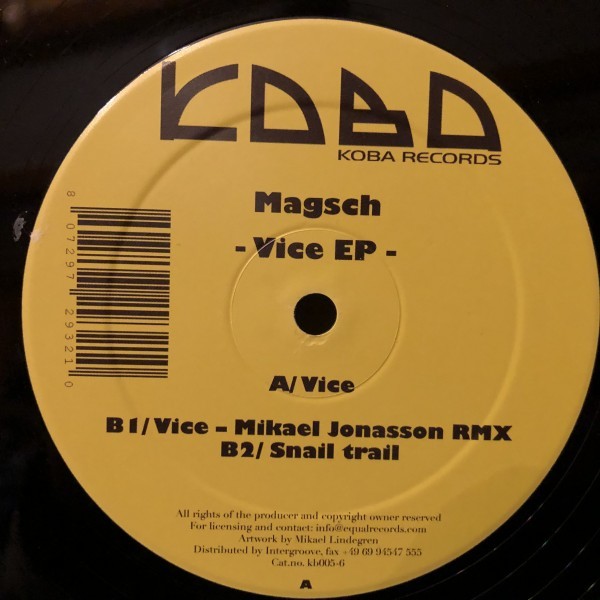 KOBA
KOBA RECORDS
Magsch
- Vice EP -
8 07297 29321 0
A/ Vice
B1/ Vice – Mikael Jonasson RMX
B2/ Snail trail
All rights of the producer and copyright owner reserved
For licensing and contact: info@equalrecords.com
Artwork by Mikael Lindegren
Distributed by Intergroove, fax +49 69 94547 555
Cat.no. kb005-6
A